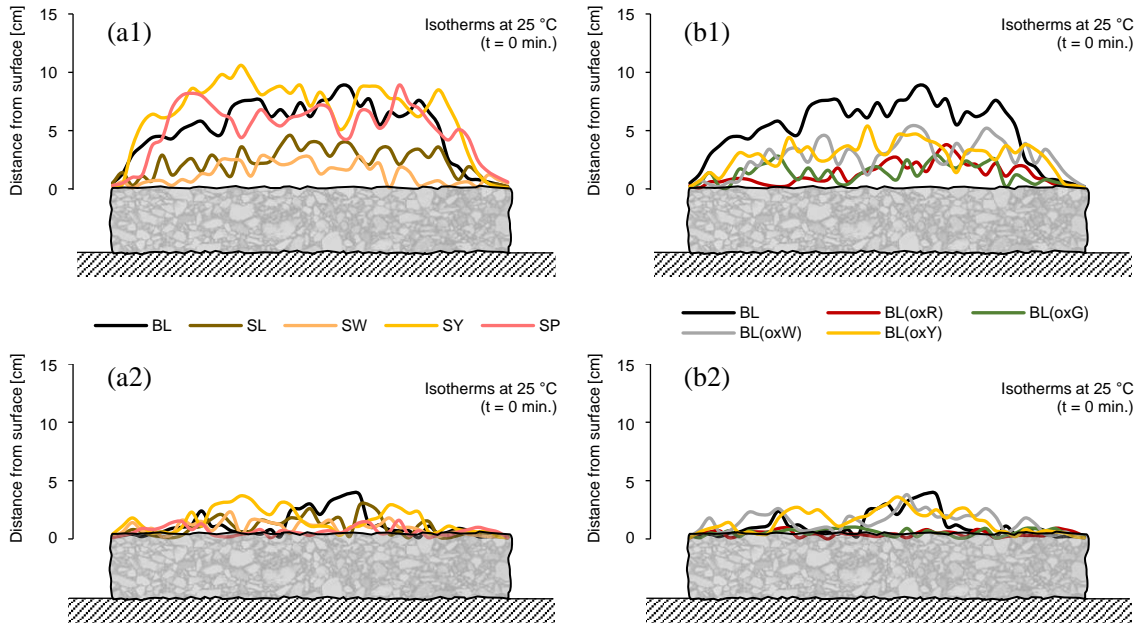 Distance from surface [cm]
15
10
5
0
(a1)
Isotherms at 25 °C
(t = 0 min.)
Distance from surface [cm]
15
10
5
0
(b1)
Isotherms at 25 °C
(t = 0 min.)
BL SL SW SY SP
BL BL(oxR) BL(oxG)
BL(oxW) BL(oxY)
Distance from surface [cm]
15
10
5
0
(a2)
Isotherms at 25 °C
(t = 0 min.)
Distance from surface [cm]
15
10
5
0
(b2)
Isotherms at 25 °C
(t = 0 min.)